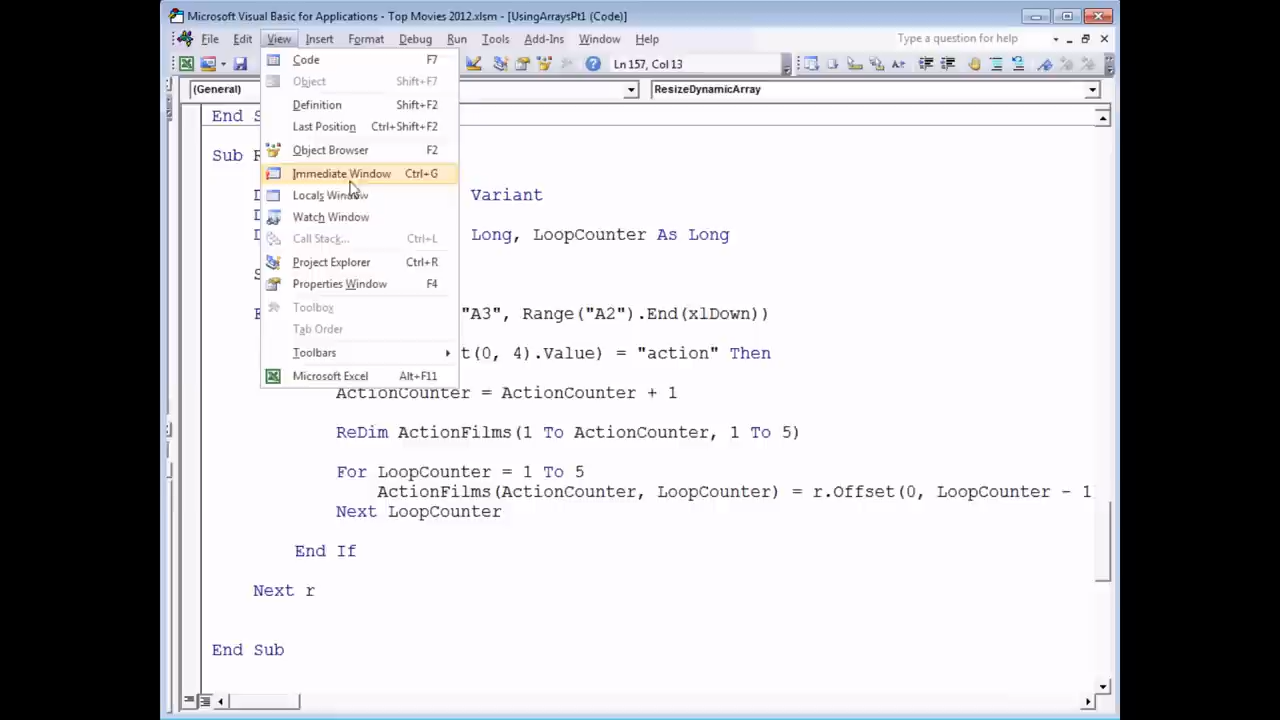 Microsoft Visual Basic for Applications - Top Movies 2012.xlsm - [UsingArraysPt1 (Code)]
File Edit View Insert Format Debug Run Tools Add-Ins Window Help Type a question for help
Ln 157, Col 13
(General) ResizeDynamicArray
Code F7
Object Shift+F7
Definition Shift+F2
Last Position Ctrl+Shift+F2
Object Browser F2
Immediate Window Ctrl+G
Locals Window
Watch Window
Call Stack... Ctrl+L
Project Explorer Ctrl+R
Properties Window F4
Toolbox
Tab Order
Toolbars
Microsoft Excel Alt+F11
End S
Sub R
D Variant
D
D Long, LoopCounter As Long
S
"A3", Range("A2").End(xlDown))
t(0, 4).Value) = "action" Then
ActionCounter = ActionCounter + 1
ReDim ActionFilms(1 To ActionCounter, 1 To 5)
For LoopCounter = 1 To 5
ActionFilms(ActionCounter, LoopCounter) = r.Offset(0, LoopCounter - 1
Next LoopCounter
End If
Next r
End Sub